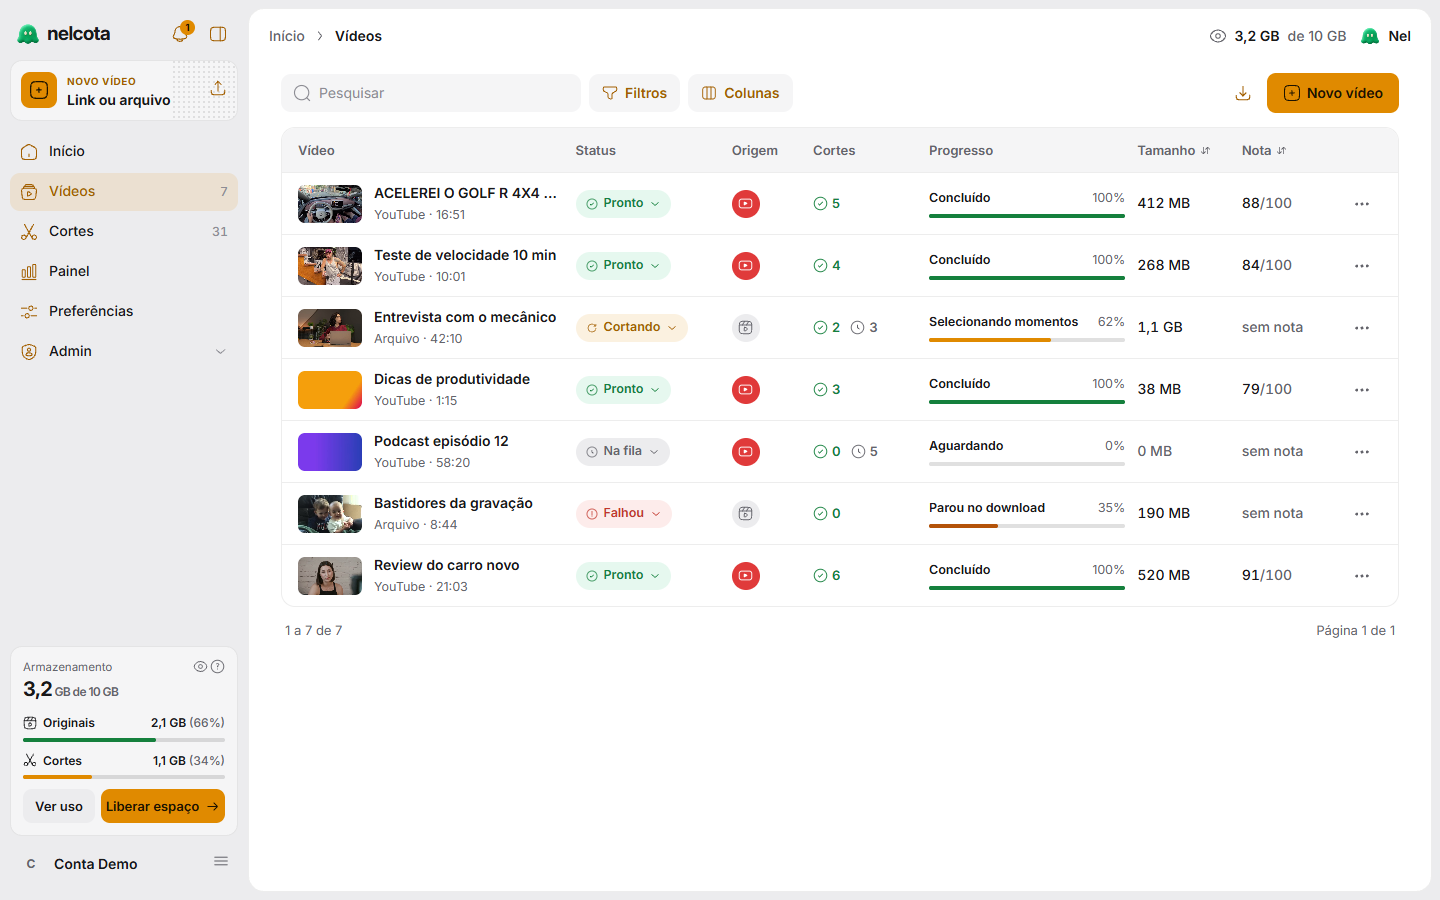 nelcota
1
NOVO VÍDEO
Link ou arquivo
Início
Vídeos 7
Cortes 31
Painel
Preferências
Admin
Armazenamento
3,2 GB de 10 GB
Originais 2,1 GB (66%)
Cortes 1,1 GB (34%)
Ver uso
Liberar espaço
C Conta Demo
Início Vídeos
3,2 GB de 10 GB Nel
Pesquisar Filtros Colunas Novo vídeo
Vídeo Status Origem Cortes Progresso Tamanho Nota
ACELEREI O GOLF R 4X4 ...
YouTube · 16:51
Pronto 5 Concluído 100% 412 MB 88/100
Teste de velocidade 10 min
YouTube · 10:01
Pronto 4 Concluído 100% 268 MB 84/100
Entrevista com o mecânico
Arquivo · 42:10
Cortando 2 3 Selecionando momentos 62% 1,1 GB sem nota
Dicas de produtividade
YouTube · 1:15
Pronto 3 Concluído 100% 38 MB 79/100
Podcast episódio 12
YouTube · 58:20
Na fila 0 5 Aguardando 0% 0 MB sem nota
Bastidores da gravação
Arquivo · 8:44
Falhou 0 Parou no download 35% 190 MB sem nota
Review do carro novo
YouTube · 21:03
Pronto 6 Concluído 100% 520 MB 91/100
1 a 7 de 7 Página 1 de 1